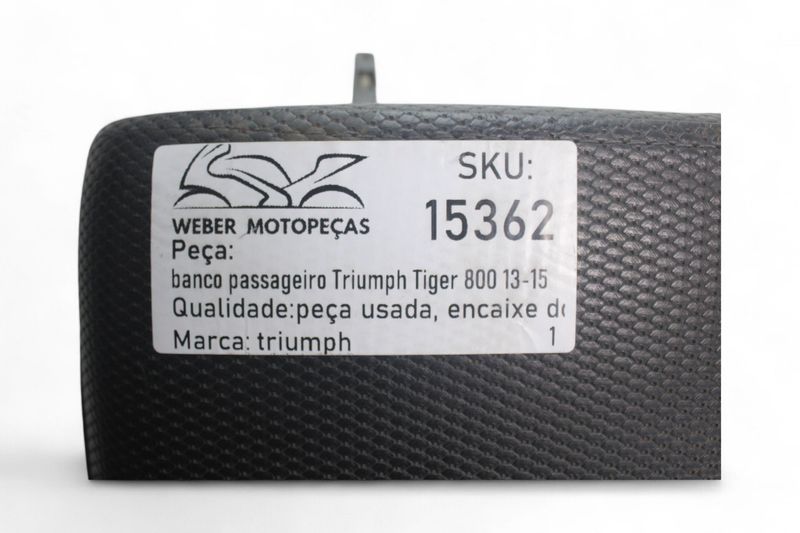 SKU:
15362
WEBER MOTOPEÇAS
Peça:
banco passageiro Triumph Tiger 800 13-15
Qualidade:peça usada, encaixe
Marca: triumph
1